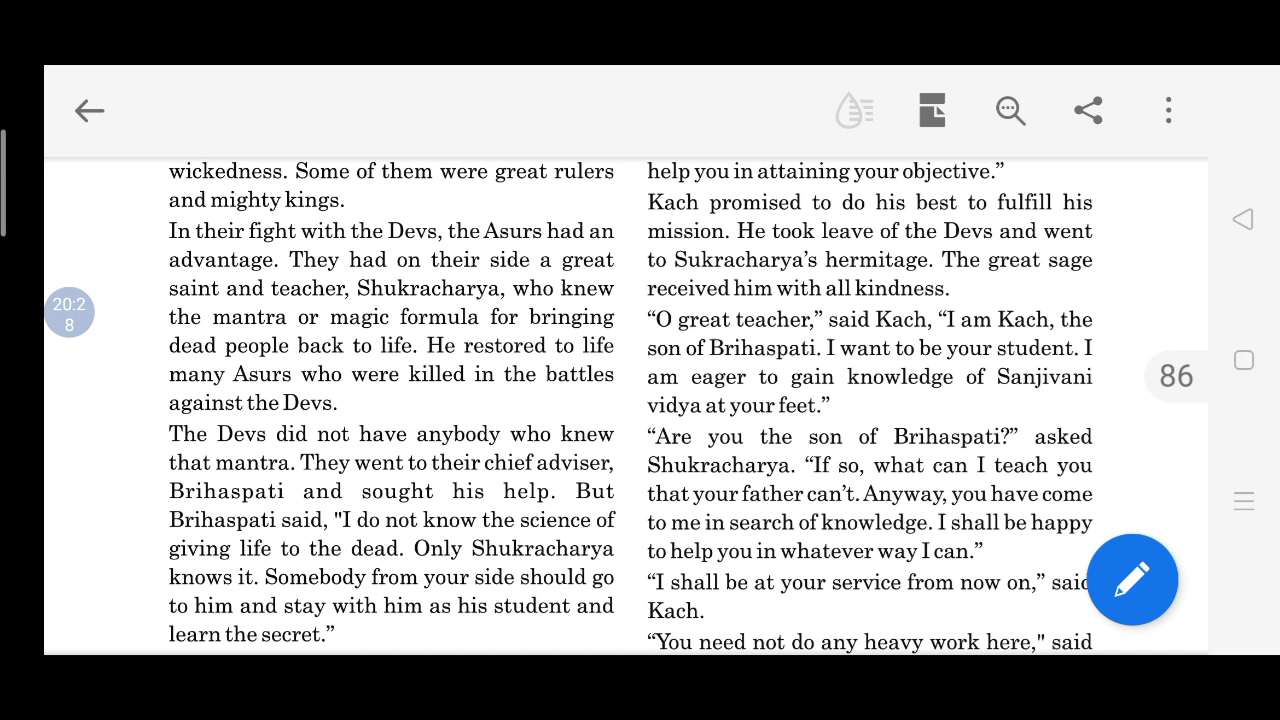 wickedness. Some of them were great rulers
and mighty kings.
In their fight with the Devs, the Asurs had an
advantage. They had on their side a great
saint and teacher, Shukracharya, who knew
the mantra or magic formula for bringing
dead people back to life. He restored to life
many Asurs who were killed in the battles
against the Devs.
The Devs did not have anybody who knew
that mantra. They went to their chief adviser,
Brihaspati and sought his help. But
Brihaspati said, "I do not know the science of
giving life to the dead. Only Shukracharya
knows it. Somebody from your side should go
to him and stay with him as his student and
learn the secret.”
help you in attaining your objective.”
Kach promised to do his best to fulfill his
mission. He took leave of the Devs and went
to Sukracharya’s hermitage. The great sage
received him with all kindness.
“O great teacher,” said Kach, “I am Kach, the
son of Brihaspati. I want to be your student. I
am eager to gain knowledge of Sanjivani
vidya at your feet.”
“Are you the son of Brihaspati?” asked
Shukracharya. “If so, what can I teach you
that your father can’t. Anyway, you have come
to me in search of knowledge. I shall be happy
to help you in whatever way I can.”
“I shall be at your service from now on,” said
Kach.
“You need not do any heavy work here," said
20:2
8
86